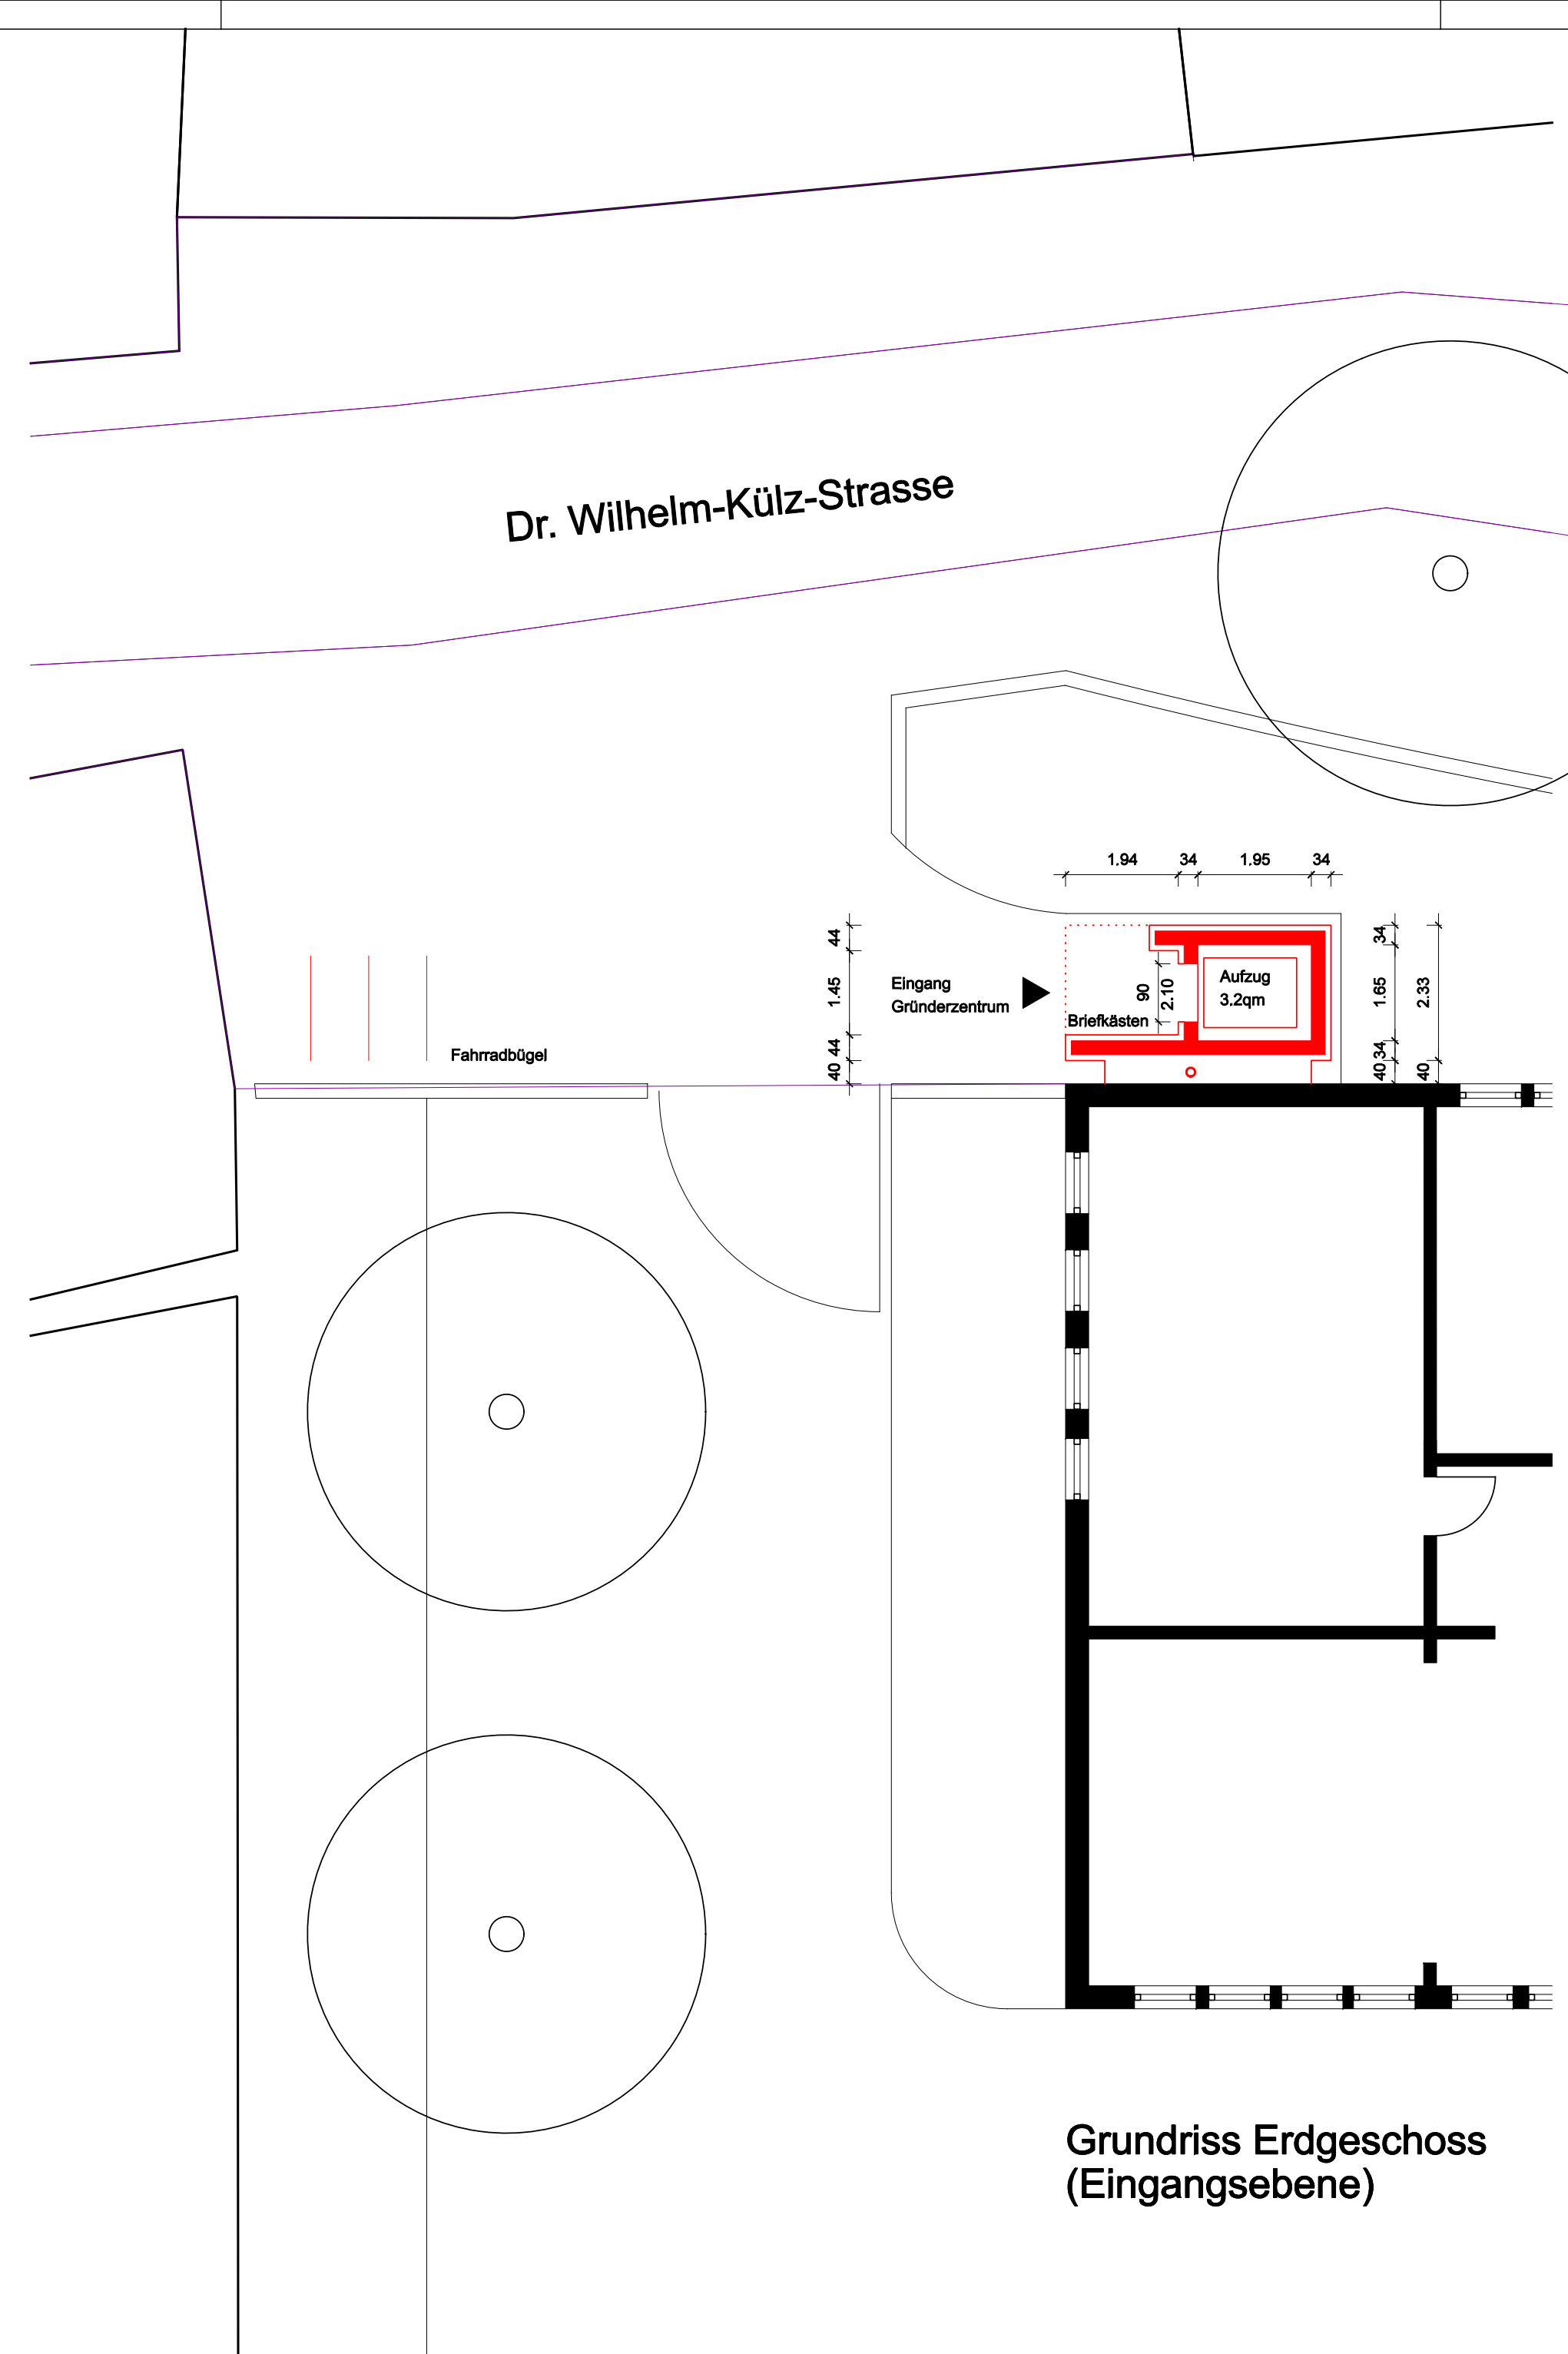 Dr. Wilhelm-Külz-Strasse
1.94 34 1.95 34
44
1.45
44
40
Eingang
Gründerzentrum
Briefkästen
90
2.10
Aufzug
3.2qm
34
1.65
34
40
2.33
40
Fahrradbügel
Grundriss Erdgeschoss
(Eingangsebene)